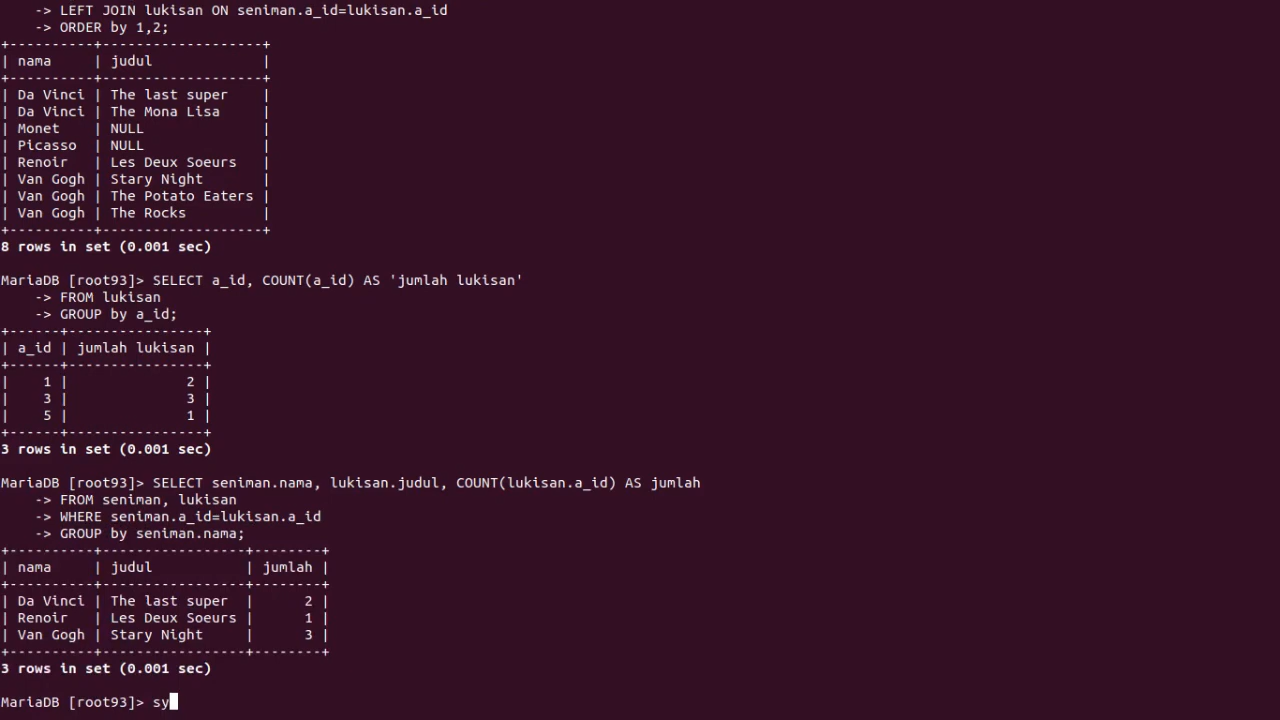 -> LEFT JOIN lukisan ON seniman.a_id=lukisan.a_id
    -> ORDER by 1,2;
+----------+-------------------+
| nama     | judul             |
+----------+-------------------+
| Da Vinci | The last super    |
| Da Vinci | The Mona Lisa     |
| Monet    | NULL              |
| Picasso  | NULL              |
| Renoir   | Les Deux Soeurs   |
| Van Gogh | Stary Night       |
| Van Gogh | The Potato Eaters |
| Van Gogh | The Rocks         |
+----------+-------------------+
8 rows in set (0.001 sec)
MariaDB [root93]> SELECT a_id, COUNT(a_id) AS 'jumlah lukisan'
    -> FROM lukisan
    -> GROUP by a_id;
+------+----------------+
| a_id | jumlah lukisan |
+------+----------------+
|    1 |              2 |
|    3 |              3 |
|    5 |              1 |
+------+----------------+
3 rows in set (0.001 sec)
MariaDB [root93]> SELECT seniman.nama, lukisan.judul, COUNT(lukisan.a_id) AS jumlah
    -> FROM seniman, lukisan
    -> WHERE seniman.a_id=lukisan.a_id
    -> GROUP by seniman.nama;
+----------+-----------------+--------+
| nama     | judul           | jumlah |
+----------+-----------------+--------+
| Da Vinci | The last super  |      2 |
| Renoir   | Les Deux Soeurs |      1 |
| Van Gogh | Stary Night     |      3 |
+----------+-----------------+--------+
3 rows in set (0.001 sec)
MariaDB [root93]> sy